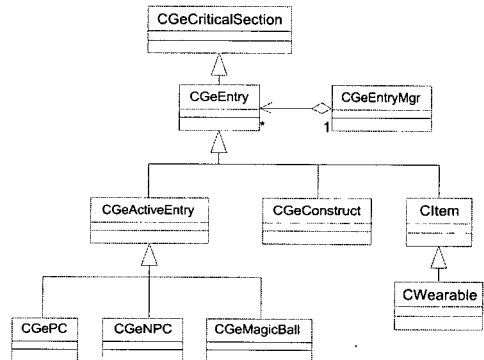 CGeCriticalSection
CGeEntry
CGeEntryMgr
* 1
CGeActiveEntry
CGeConstruct
CItem
CWearable
CGePC
CGeNPC
CGeMagicBall